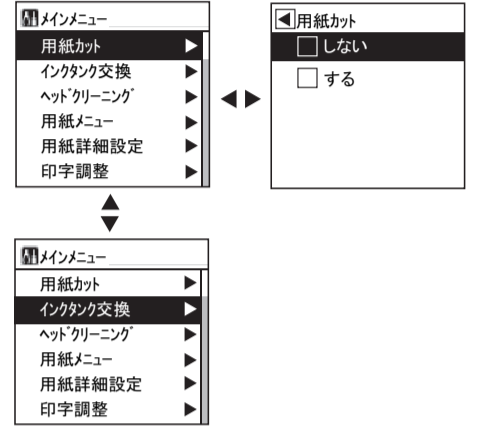 メインメニュー
用紙カット
インクタンク交換
ヘッドクリーニング
用紙メニュー
用紙詳細設定
印字調整
用紙カット
しない
する
メインメニュー
用紙カット
インクタンク交換
ヘッドクリーニング
用紙メニュー
用紙詳細設定
印字調整